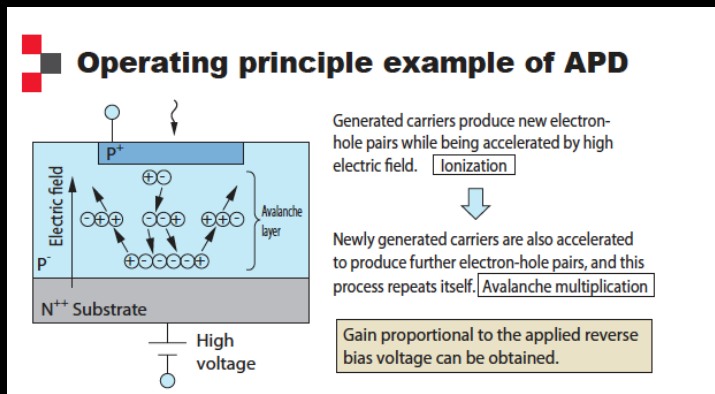 Operating principle example of APD
P+
Electric field
P-
N++ Substrate
Avalanche
layer
High
voltage
Generated carriers produce new electron-
hole pairs while being accelerated by high
electric field. Ionization
Newly generated carriers are also accelerated
to produce further electron-hole pairs, and this
process repeats itself. Avalanche multiplication
Gain proportional to the applied reverse
bias voltage can be obtained.